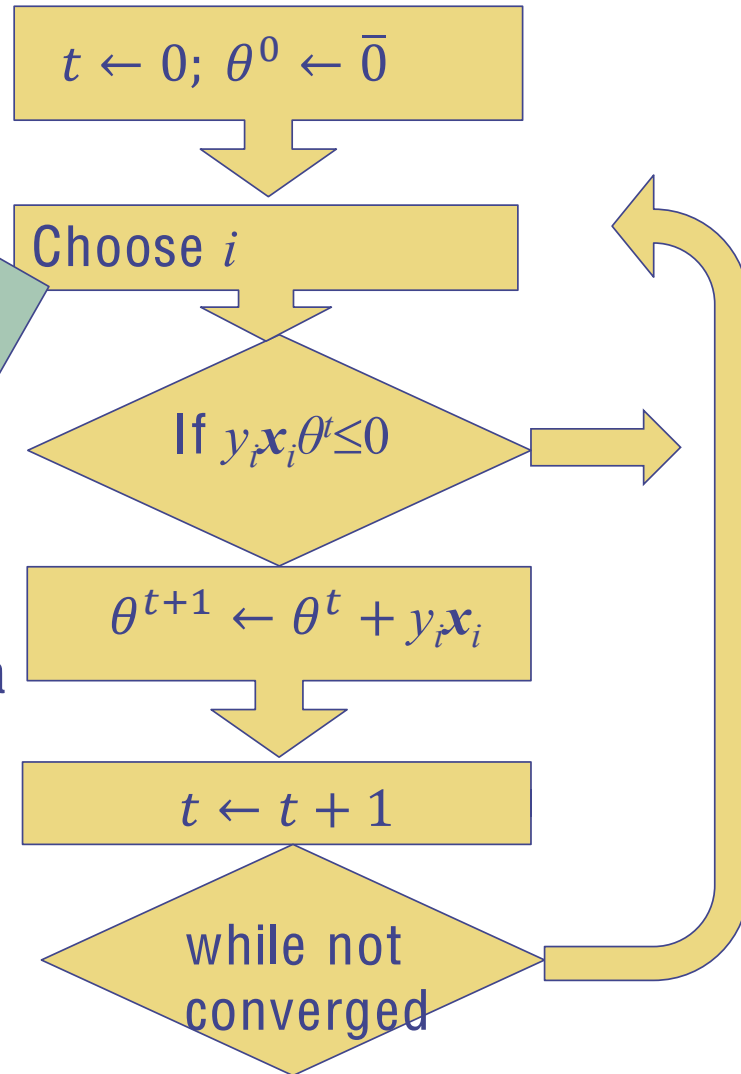 t ← 0; θ⁰ ← 0̅
Choose i
If yᵢxᵢθᵗ≤0
θᵗ⁺¹ ← θᵗ + yᵢxᵢ
t ← t + 1
while not
converged